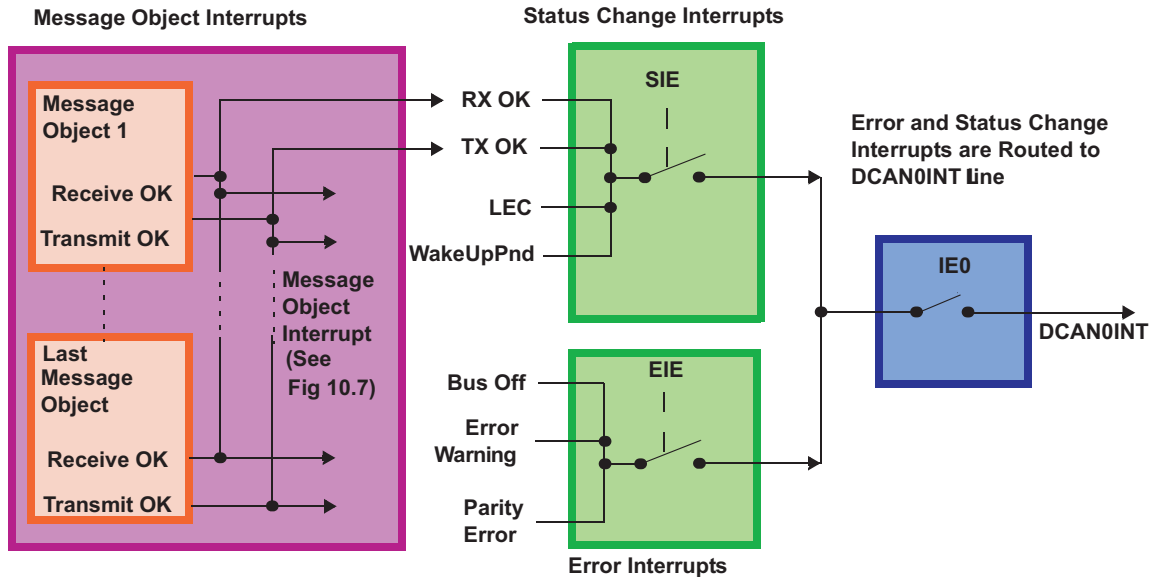 Message Object Interrupts
Status Change Interrupts
Message
Object 1
Receive OK
Transmit OK
Message
Object
Interrupt
(See
Fig 10.7)
Last
Message
Object
Receive OK
Transmit OK
RX OK
TX OK
LEC
WakeUpPnd
SIE
Bus Off
Error
Warning
Parity
Error
EIE
Error Interrupts
Error and Status Change
Interrupts are Routed to
DCAN0INT Line
IE0
DCAN0INT